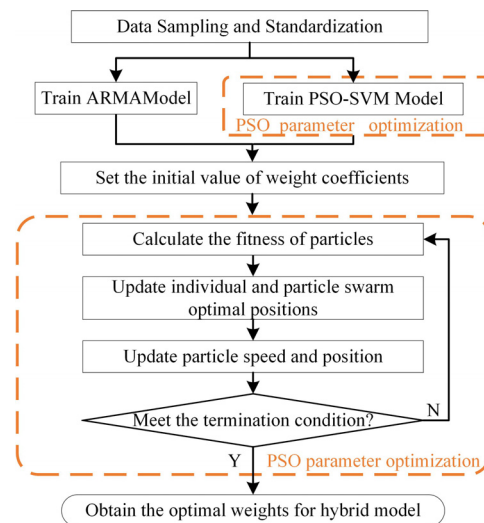 Data Sampling and Standardization
Train ARMAModel
Train PSO-SVM Model
PSO parameter optimization
Set the initial value of weight coefficients
Calculate the fitness of particles
Update individual and particle swarm
optimal positions
Update particle speed and position
Meet the termination condition?
N
Y
PSO parameter optimization
Obtain the optimal weights for hybrid model